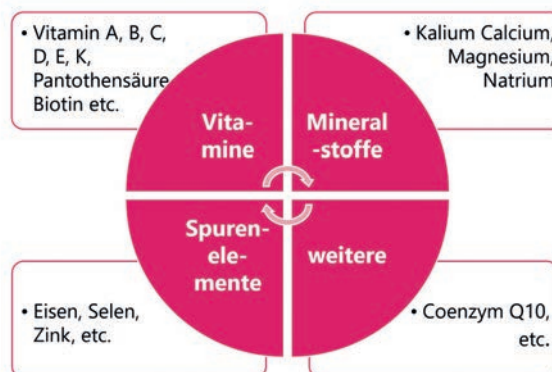 • Vitamin A, B, C,
D, E, K,
Pantothensäure
Biotin etc.
• Kalium Calcium,
Magnesium,
Natrium
Vita-
mine
Mineral
-stoffe
Spuren-
ele-
mente
weitere
• Eisen, Selen,
Zink, etc.
• Coenzym Q10,
etc.